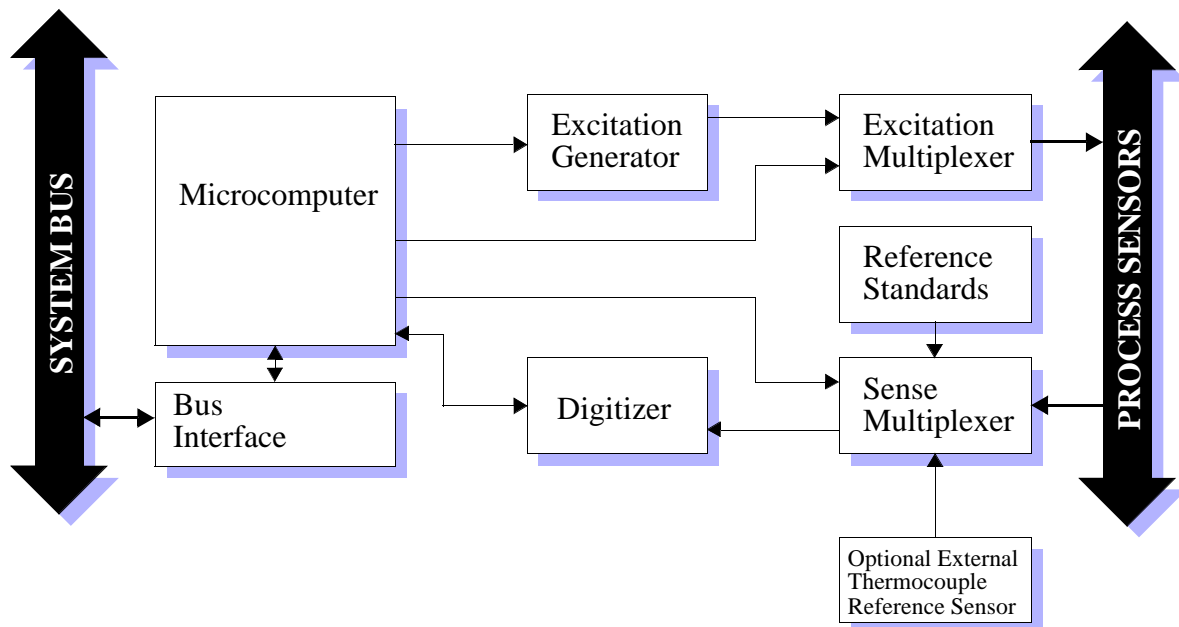 SYSTEM BUS
Microcomputer
Bus
Interface
Excitation
Generator
Digitizer
Excitation
Multiplexer
Reference
Standards
Sense
Multiplexer
Optional External
Thermocouple
Reference Sensor
PROCESS SENSORS